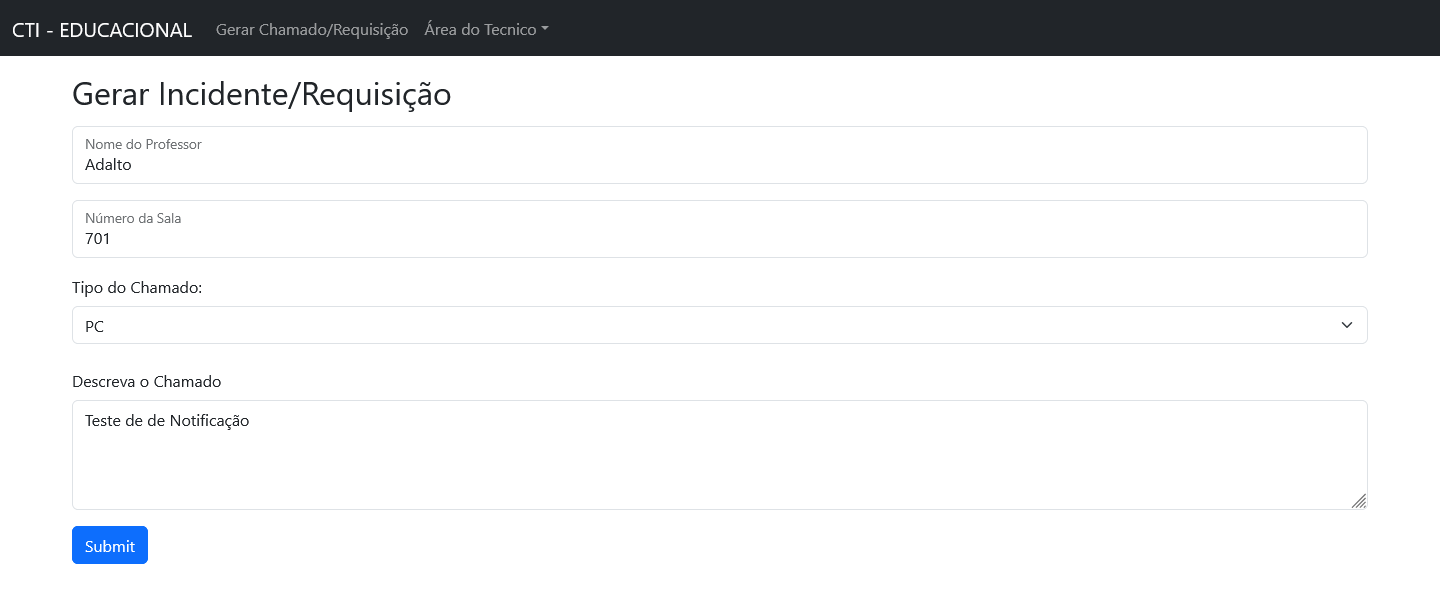 CTI - EDUCACIONAL Gerar Chamado/Requisição Área do Tecnico
Gerar Incidente/Requisição
Nome do Professor
Adalto
Número da Sala
701
Tipo do Chamado:
PC
Descreva o Chamado
Teste de de Notificação
Submit